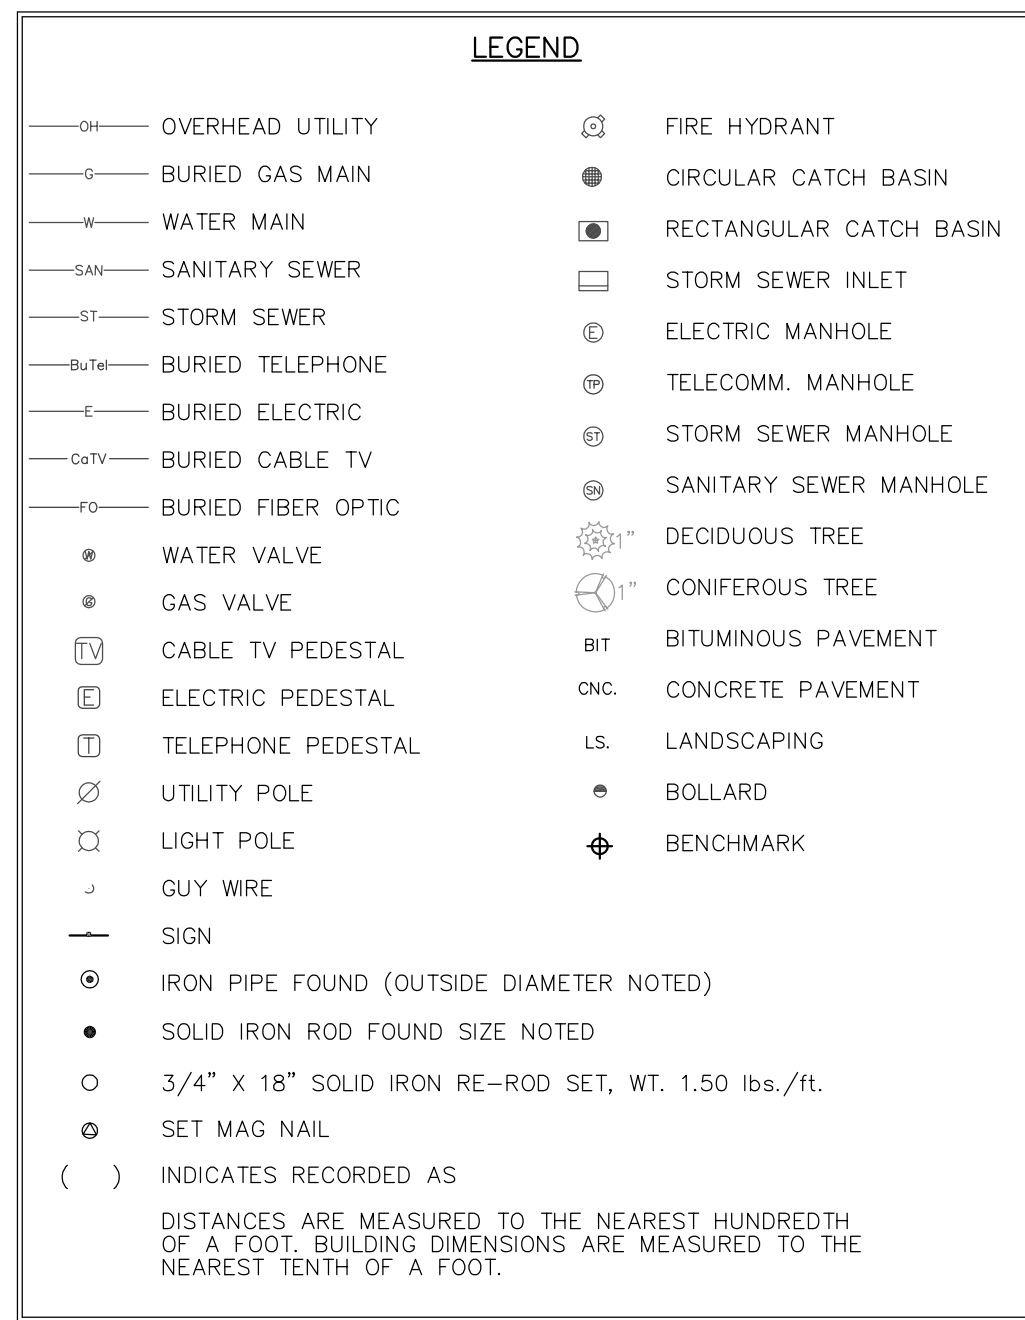 LEGEND
OH OVERHEAD UTILITY
G BURIED GAS MAIN
W WATER MAIN
SAN SANITARY SEWER
ST STORM SEWER
BuTel BURIED TELEPHONE
E BURIED ELECTRIC
CaTV BURIED CABLE TV
FO BURIED FIBER OPTIC
W WATER VALVE
G GAS VALVE
TV CABLE TV PEDESTAL
E ELECTRIC PEDESTAL
T TELEPHONE PEDESTAL
UTILITY POLE
LIGHT POLE
GUY WIRE
SIGN
IRON PIPE FOUND (OUTSIDE DIAMETER NOTED)
SOLID IRON ROD FOUND SIZE NOTED
3/4" X 18" SOLID IRON RE-ROD SET, WT. 1.50 lbs./ft.
SET MAG NAIL
( ) INDICATES RECORDED AS
DISTANCES ARE MEASURED TO THE NEAREST HUNDREDTH
OF A FOOT. BUILDING DIMENSIONS ARE MEASURED TO THE
NEAREST TENTH OF A FOOT.
FIRE HYDRANT
CIRCULAR CATCH BASIN
RECTANGULAR CATCH BASIN
STORM SEWER INLET
E ELECTRIC MANHOLE
TP TELECOMM. MANHOLE
ST STORM SEWER MANHOLE
SN SANITARY SEWER MANHOLE
1" DECIDUOUS TREE
1" CONIFEROUS TREE
BIT BITUMINOUS PAVEMENT
CNC. CONCRETE PAVEMENT
LS. LANDSCAPING
BOLLARD
BENCHMARK